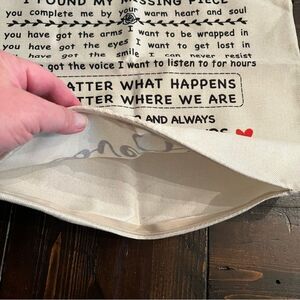 I FOUND MY MISSING PIECE
you complete me by your warm heart and soul
you have got the arms I want to be wrapped in
you have got the eyes I want to get lost in
have got the smile I can never resist
got the voice I want to listen to for hours
ATTER WHAT HAPPENS
TTER WHERE WE ARE
AND ALWAYS